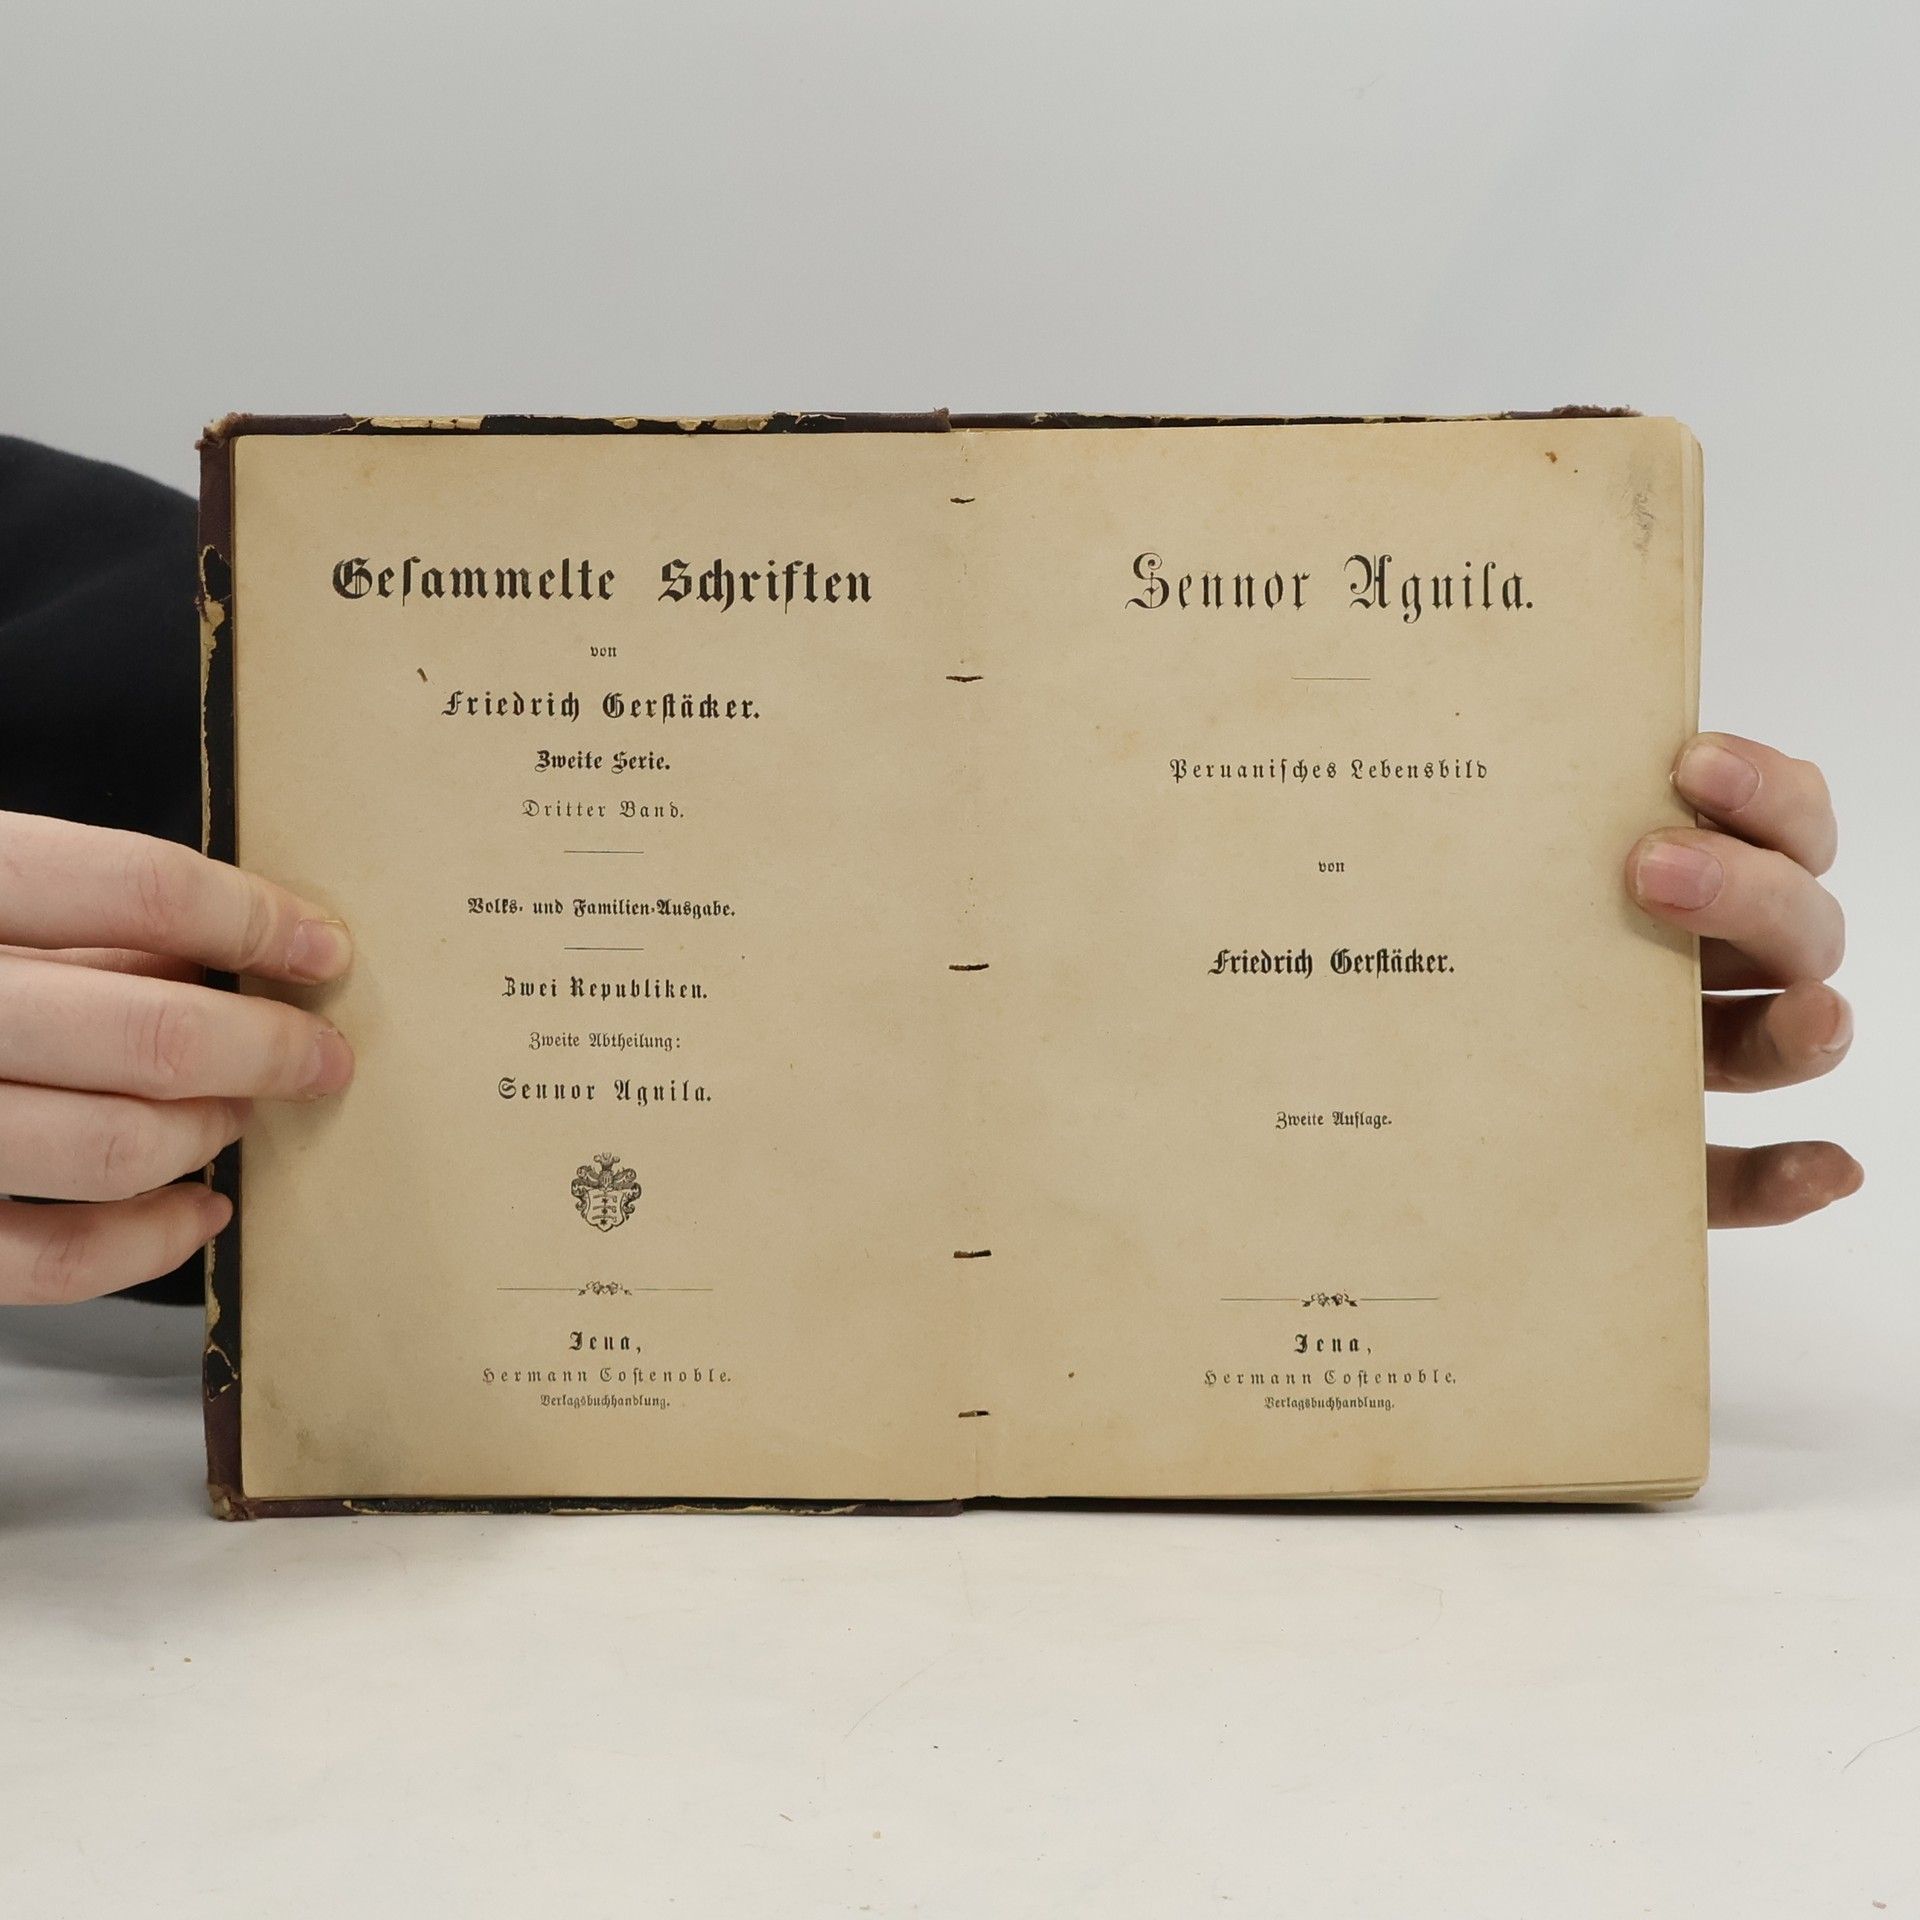 Gesammelte Schriften
von
Friedrich Gerstäcker.
Zweite Serie.
Dritter Band.
Volks- und Familien-Ausgabe.
Zwei Republiken.
Zweite Abtheilung:
Sennor Aguila.
Jena,
Hermann Costenoble.
Verlagsbuchhandlung.
Sennor Aguila.
Peruanisches Lebensbild
von
Friedrich Gerstäcker.
Zweite Auflage.
Jena,
Hermann Costenoble.
Verlagsbuchhandlung.